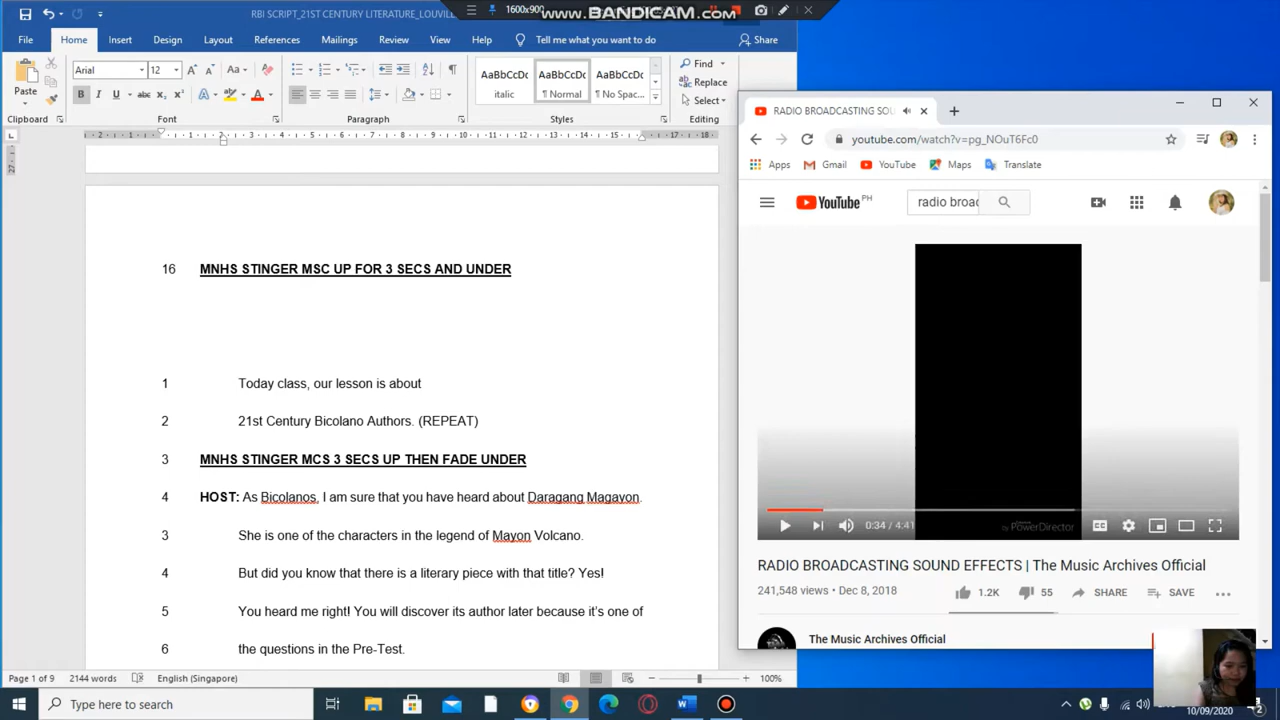 RBI SCRIPT_21ST CENTURY LITERATURE_LOUVILLE
1600x900
www.BANDICAM.com
File Home Insert Design Layout References Mailings Review View Help Tell me what you want to do Share
Paste
Arial 12
AaBbCcDc AaBbCcDc AaBbCcDc
italic ¶ Normal ¶ No Spac...
Find
Replace
Select
Clipboard Font Paragraph Styles Editing
16 MNHS STINGER MSC UP FOR 3 SECS AND UNDER
1 Today class, our lesson is about
2 21st Century Bicolano Authors. (REPEAT)
3 MNHS STINGER MCS 3 SECS UP THEN FADE UNDER
4 HOST: As Bicolanos, I am sure that you have heard about Daragang Magayon.
3 She is one of the characters in the legend of Mayon Volcano.
4 But did you know that there is a literary piece with that title? Yes!
5 You heard me right! You will discover its author later because it's one of
6 the questions in the Pre-Test.
Page 1 of 9 2144 words English (Singapore) 100%
RADIO BROADCASTING SOU
youtube.com/watch?v=pg_NOuT6Fc0
Apps Gmail YouTube Maps Translate
YouTube PH
radio broad
0:34 / 4:41
by PowerDirector
RADIO BROADCASTING SOUND EFFECTS | The Music Archives Official
241,548 views • Dec 8, 2018
1.2K 55 SHARE SAVE
The Music Archives Official
Type here to search
10/09/2020
2